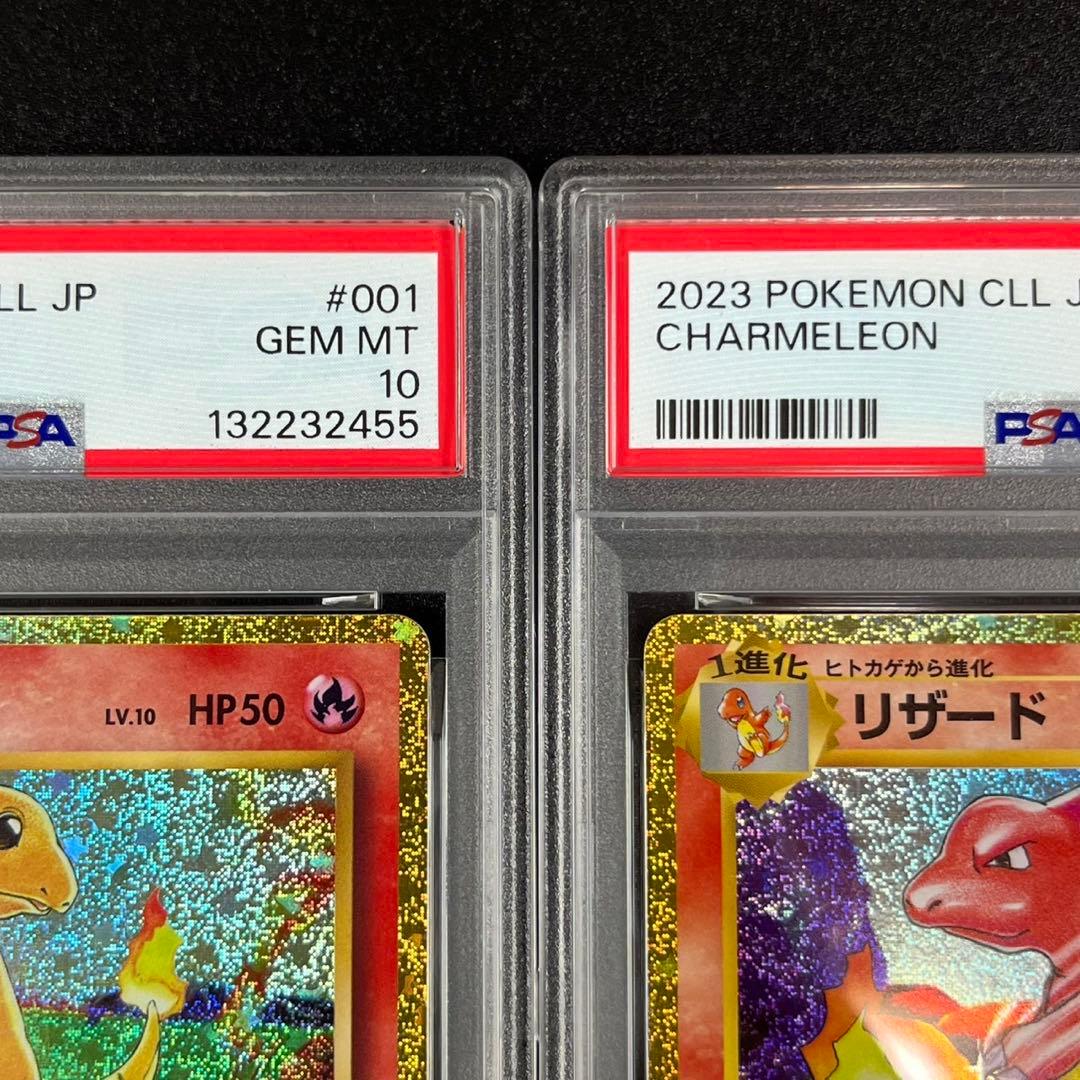 LL JP
#001
GEM MT
10
PSA
132232455
2023 POKEMON CLL J
CHARMELEON
PSA
LV.10 HP50
1進化
ヒトカゲから進化
リザード